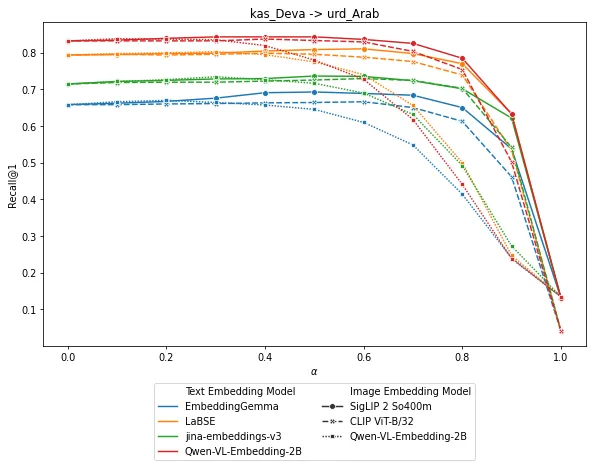 kas_Deva -> urd_Arab
Recall@1
0.8
0.7
0.6
0.5
0.4
0.3
0.2
0.1
0.0 0.2 0.4 0.6 0.8 1.0
α
Text Embedding Model Image Embedding Model
EmbeddingGemma SigLIP 2 So400m
LaBSE CLIP ViT-B/32
jina-embeddings-v3 Qwen-VL-Embedding-2B
Qwen-VL-Embedding-2B